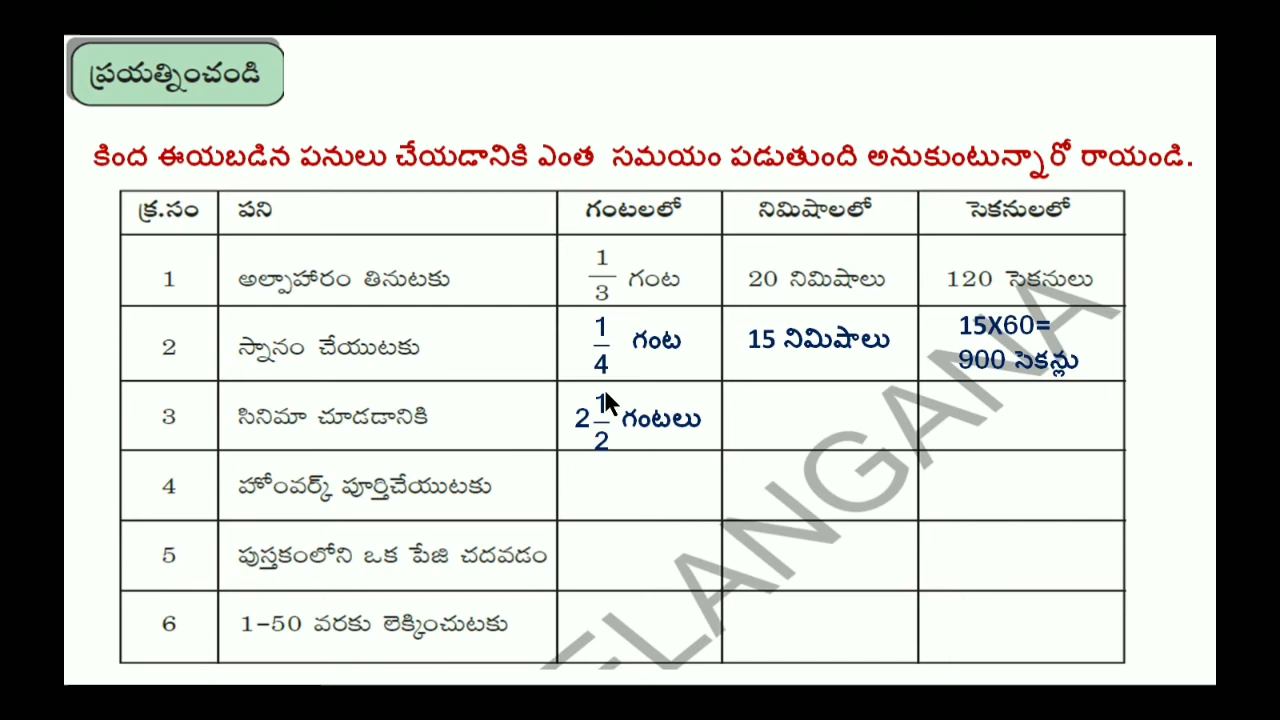 ప్రయత్నించండి
కింద ఈయబడిన పనులు చేయడానికి ఎంత సమయం పడుతుంది అనుకుంటున్నారో రాయండి.
క్ర.సం పని గంటలలో నిమిషాలలో సెకనులలో
1 అల్పాహారం తినుటకు 1/3 గంట 20 నిమిషాలు 120 సెకనులు
2 స్నానం చేయుటకు 1/4 గంట 15 నిమిషాలు 15X60=
900 సెకన్లు
3 సినిమా చూడడానికి 2 1/2 గంటలు
4 హోంవర్క్ పూర్తిచేయుటకు
5 పుస్తకంలోని ఒక పేజి చదవడం
6 1-50 వరకు లెక్కించుటకు
ELANGANA